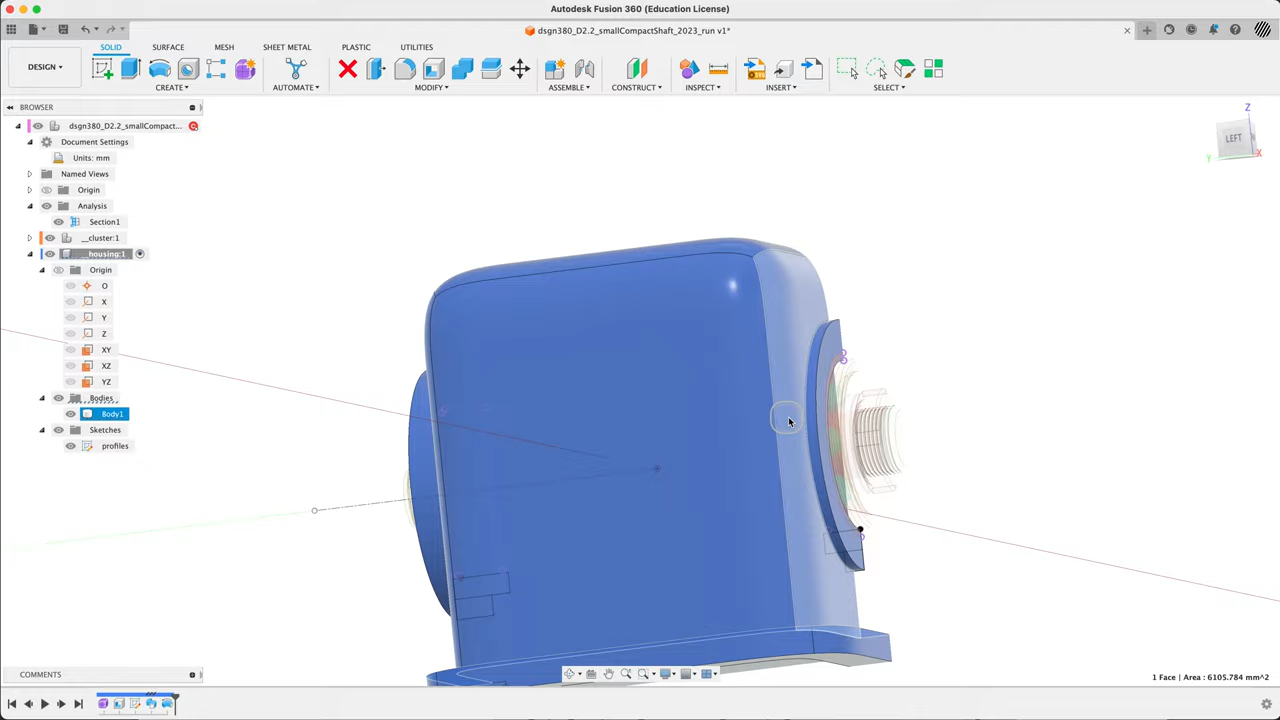 Autodesk Fusion 360 (Education License)
dsgn380_D2.2_smallCompactShaft_2023_run v1*
SOLID SURFACE MESH SHEET METAL PLASTIC UTILITIES
DESIGN
CREATE AUTOMATE MODIFY ASSEMBLE CONSTRUCT INSPECT INSERT SELECT
BROWSER
dsgn380_D2.2_smallCompact...
Document Settings
Units: mm
Named Views
Origin
Analysis
Section1
__cluster:1
__housing:1
Origin
O
X
Y
Z
XY
XZ
YZ
Bodies
Body1
Sketches
profiles
Z
LEFT
Y
X
COMMENTS
1 Face | Area : 6105.784 mm^2